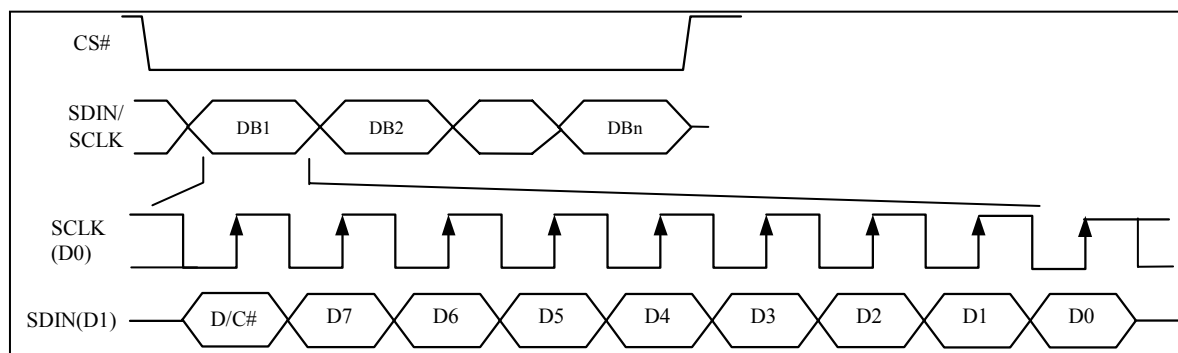 CS#
SDIN/
SCLK
DB1 DB2 DBn
SCLK
(D0)
SDIN(D1) D/C# D7 D6 D5 D4 D3 D2 D1 D0